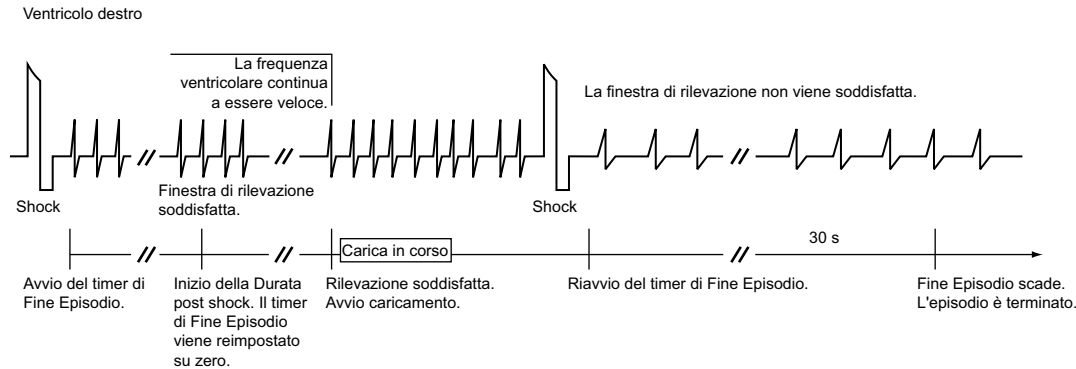 Ventricolo destro
La frequenza
ventricolare continua
a essere veloce.
La finestra di rilevazione non viene soddisfatta.
Finestra di rilevazione
soddisfatta.
Shock
Shock
Carica in corso
30 s
Avvio del timer di
Fine Episodio.
Inizio della Durata
post shock. Il timer
di Fine Episodio
viene reimpostato
su zero.
Rilevazione soddisfatta.
Avvio caricamento.
Riavvio del timer di Fine Episodio.
Fine Episodio scade.
L'episodio è terminato.